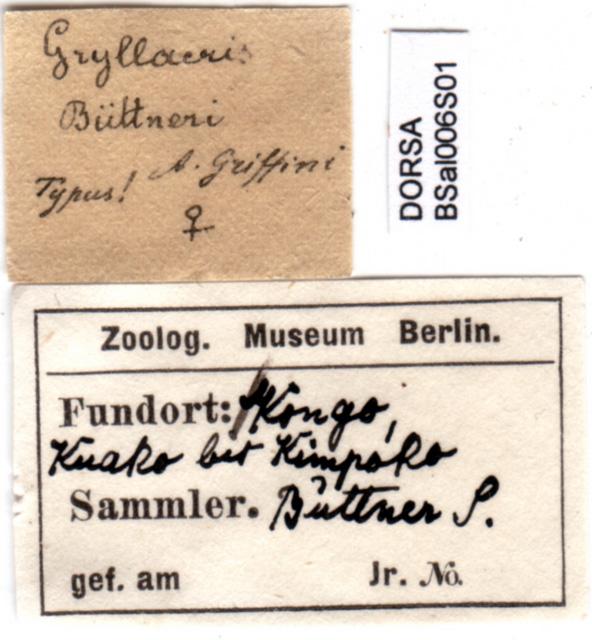 Gryllacris
Büttneri
Typus! A. Griffini
♀
DORSA
BSal006S01
Zoolog. Museum Berlin.
Fundort: Kongo,
Kuako bis Kimpoko
Sammler. Büttner S.
gef. am Jr. No.